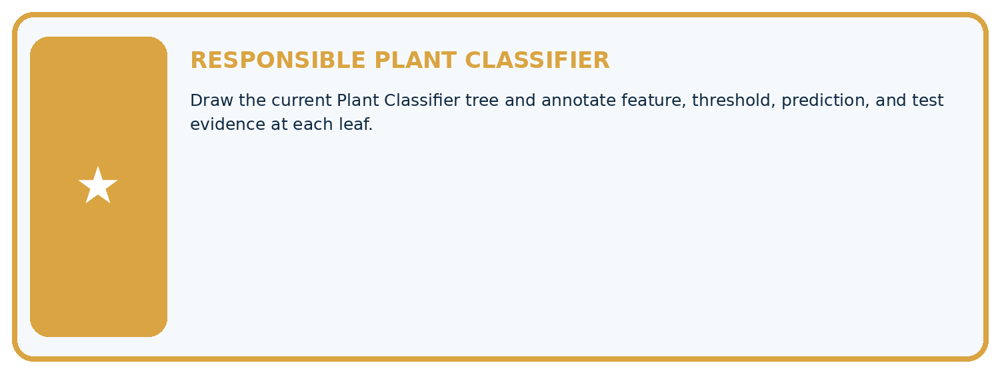 RESPONSIBLE PLANT CLASSIFIER
Draw the current Plant Classifier tree and annotate feature, threshold, prediction, and test
evidence at each leaf.